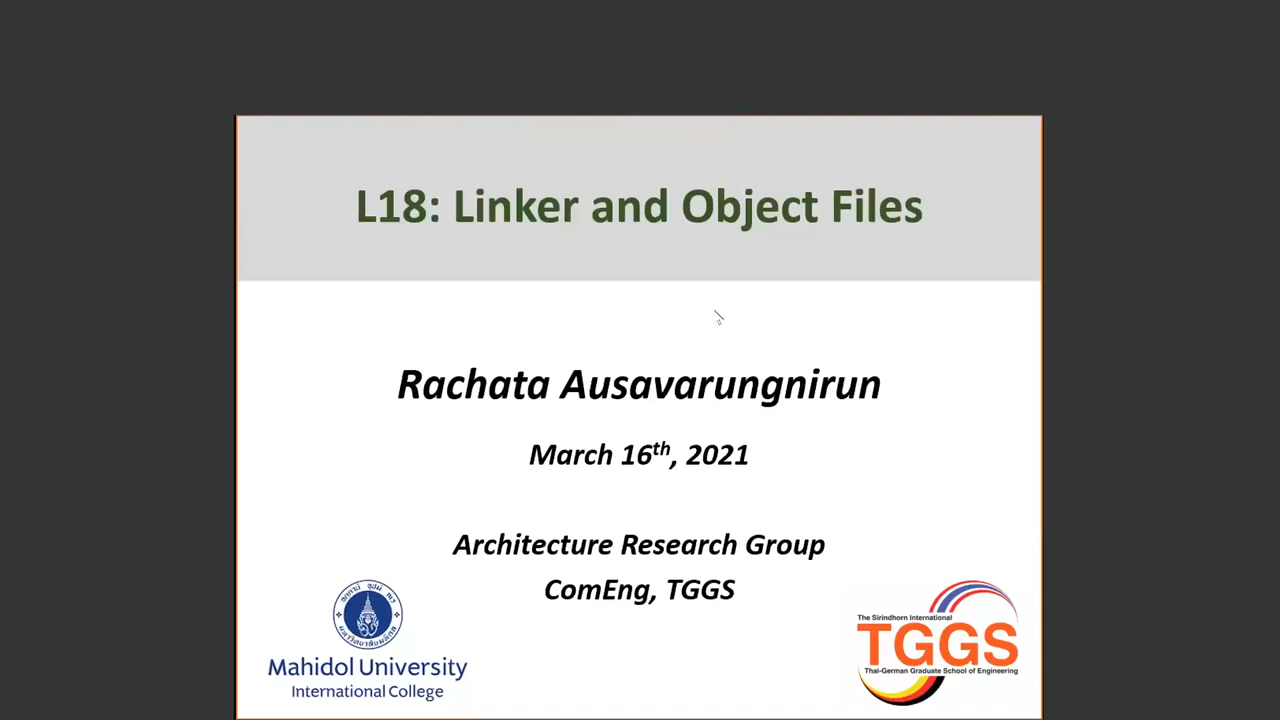 L18: Linker and Object Files
Rachata Ausavarungnirun
March 16th, 2021
Architecture Research Group
ComEng, TGGS
Mahidol University
International College
The Sirindhorn International
TGGS
Thai-German Graduate School of Engineering